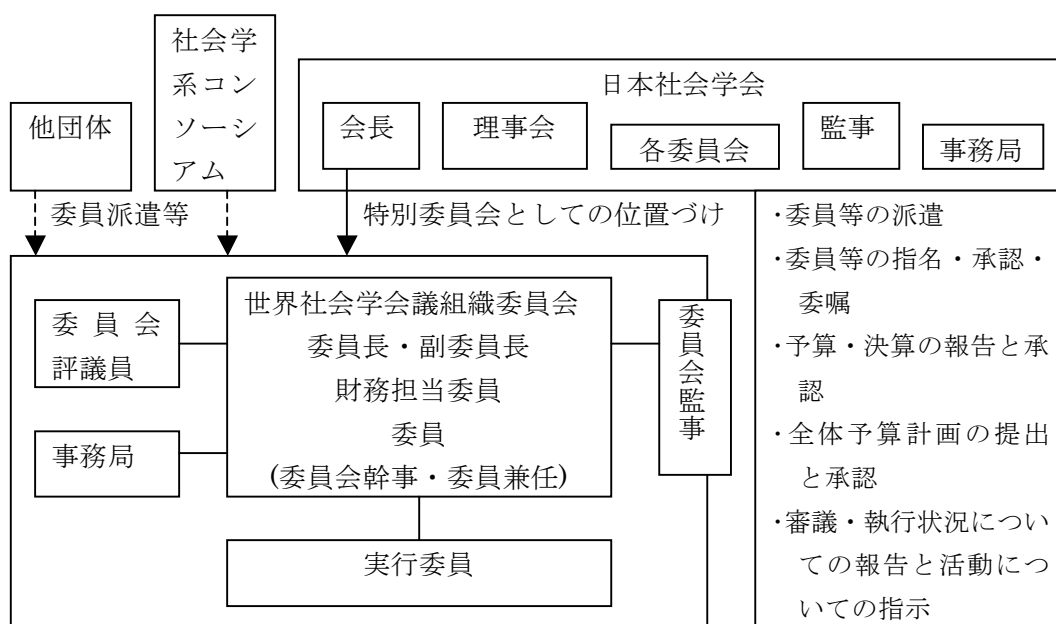 社会学
系コン
ソーシ
アム
他団体
日本社会学会
会長
理事会
各委員会
監事
事務局
委員派遣等
特別委員会としての位置づけ
世界社会学会議組織委員会
委員長・副委員長
財務担当委員
委員
(委員会幹事・委員兼任)
委員会
評議員
事務局
委員会監事
実行委員
・委員等の派遣
・委員等の指名・承認・
委嘱
・予算・決算の報告と承
認
・全体予算計画の提出
と承認
・審議・執行状況につい
ての報告と活動につ
いての指示